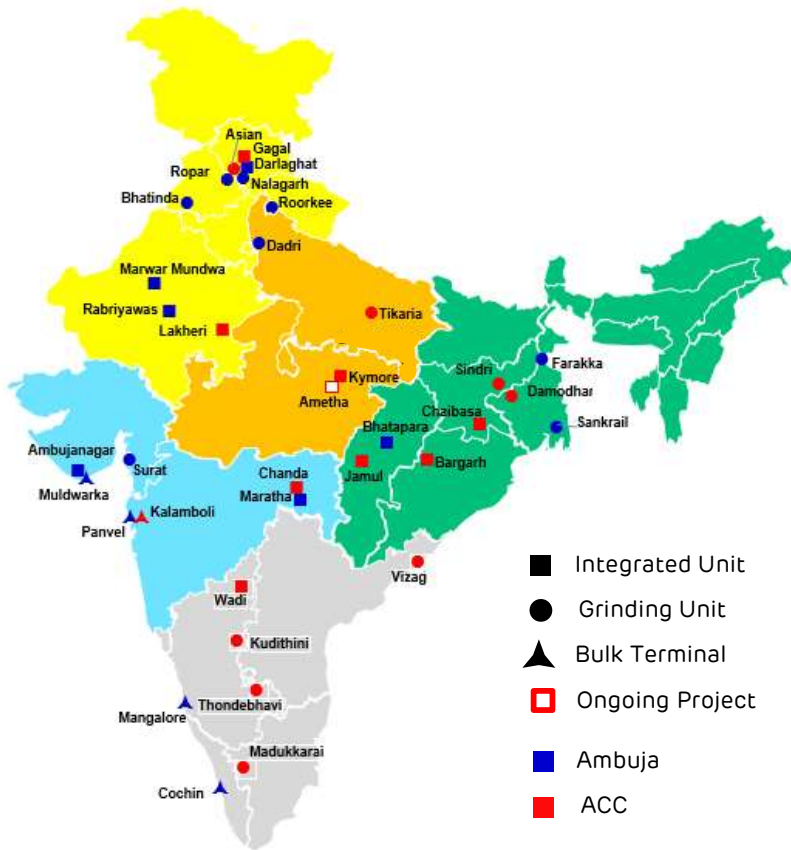 Asian
Gagal
Darlaghat
Ropar
Nalagarh
Bhatinda
Roorkee
Dadri
Marwar Mundwa
Rabriyawas
Lakheri
Tikaria
Farakka
Sindri
Damodhar
Kymore
Ametha
Chaibasa
Sankrail
Bhatapara
Bargarh
Jamul
Ambujanagar
Surat
Muldwarka
Chanda
Maratha
Kalamboli
Panvel
Vizag
Wadi
Kudithini
Thondebhavi
Mangalore
Madukkarai
Cochin
Integrated Unit
Grinding Unit
Bulk Terminal
Ongoing Project
Ambuja
ACC